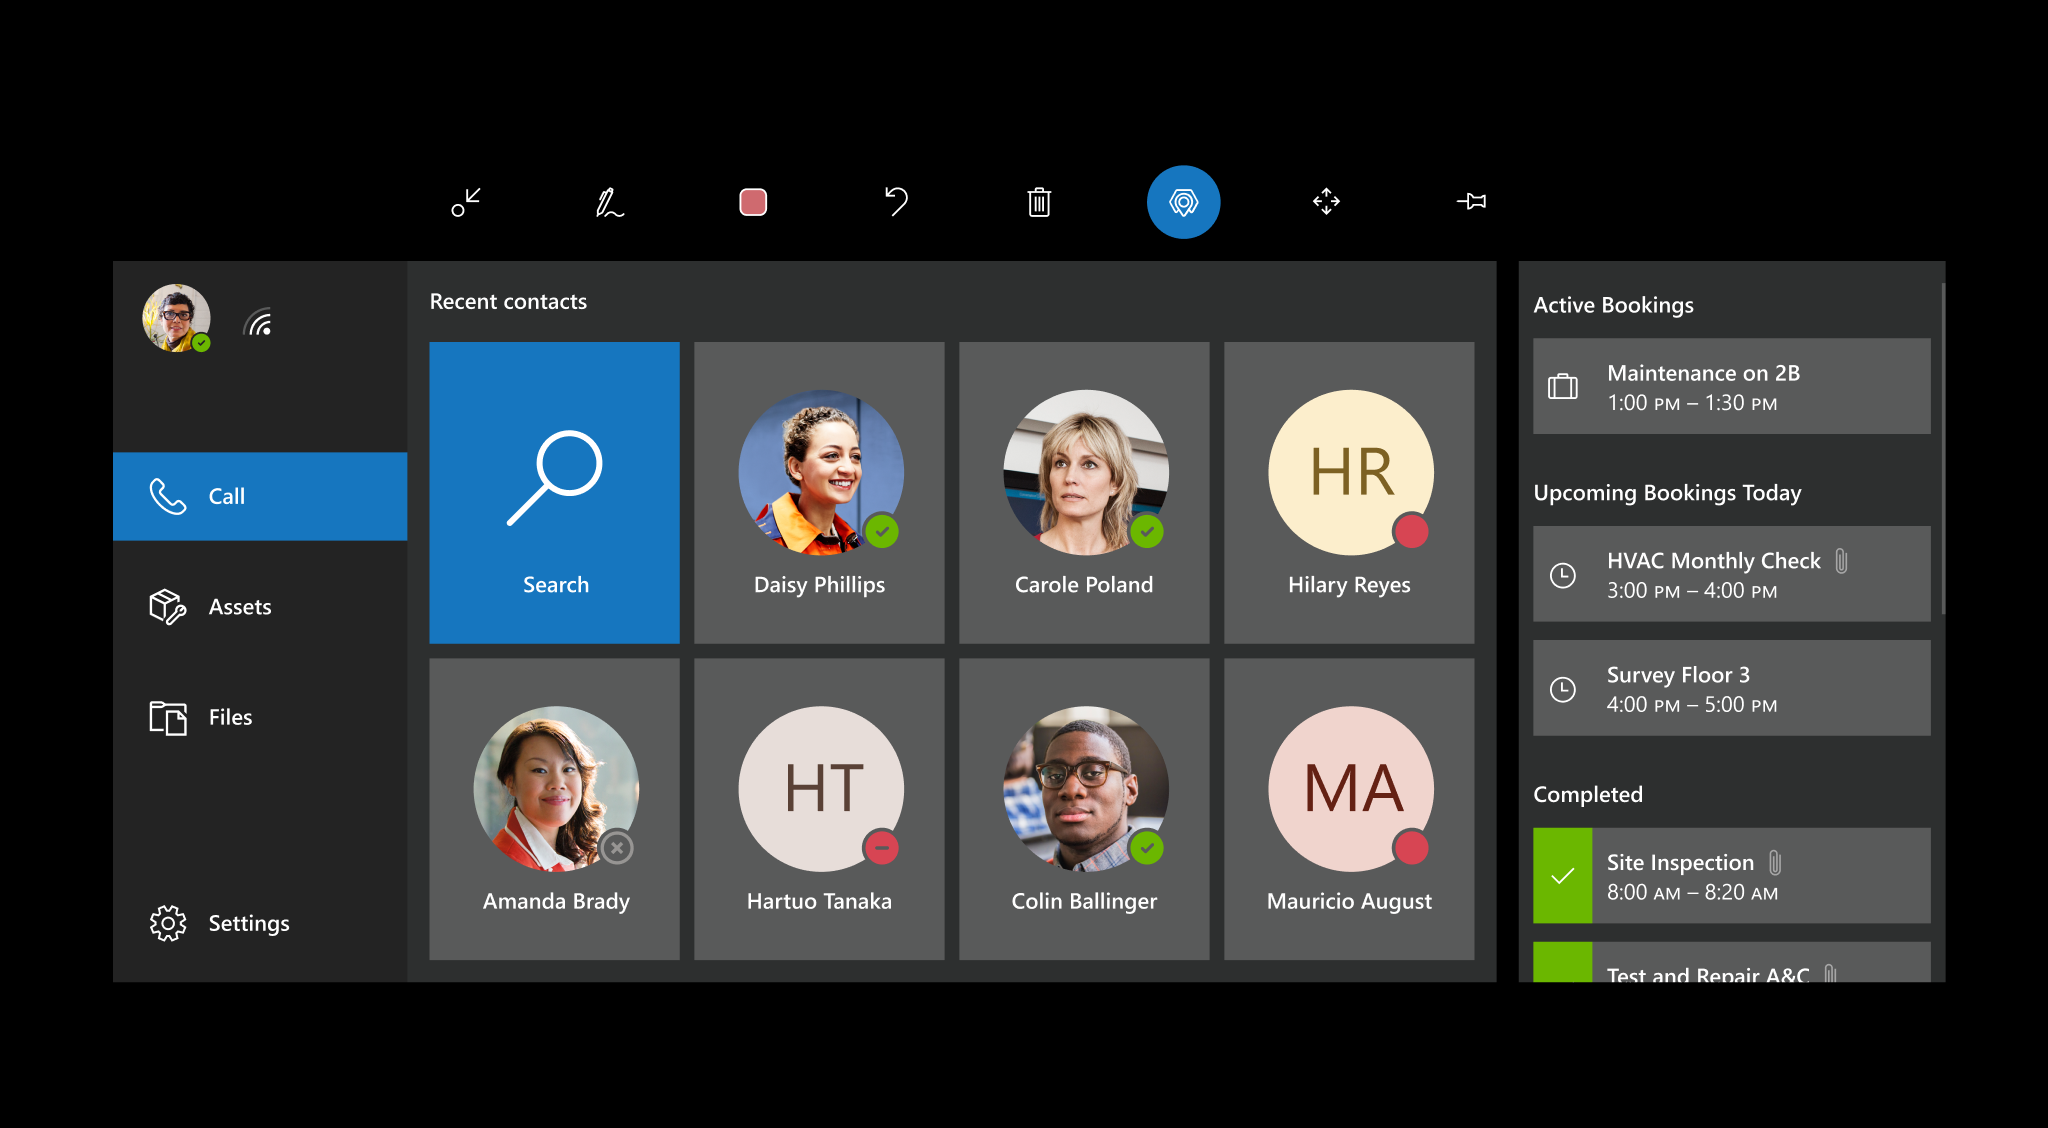 Call
Assets
Files
Settings
Recent contacts
Search
Daisy Phillips
Carole Poland
HR
Hilary Reyes
Amanda Brady
HT
Hartuo Tanaka
Colin Ballinger
MA
Mauricio August
Active Bookings
Maintenance on 2B
1:00 PM – 1:30 PM
Upcoming Bookings Today
HVAC Monthly Check
3:00 PM – 4:00 PM
Survey Floor 3
4:00 PM – 5:00 PM
Completed
Site Inspection
8:00 AM – 8:20 AM
Test and Repair A&C